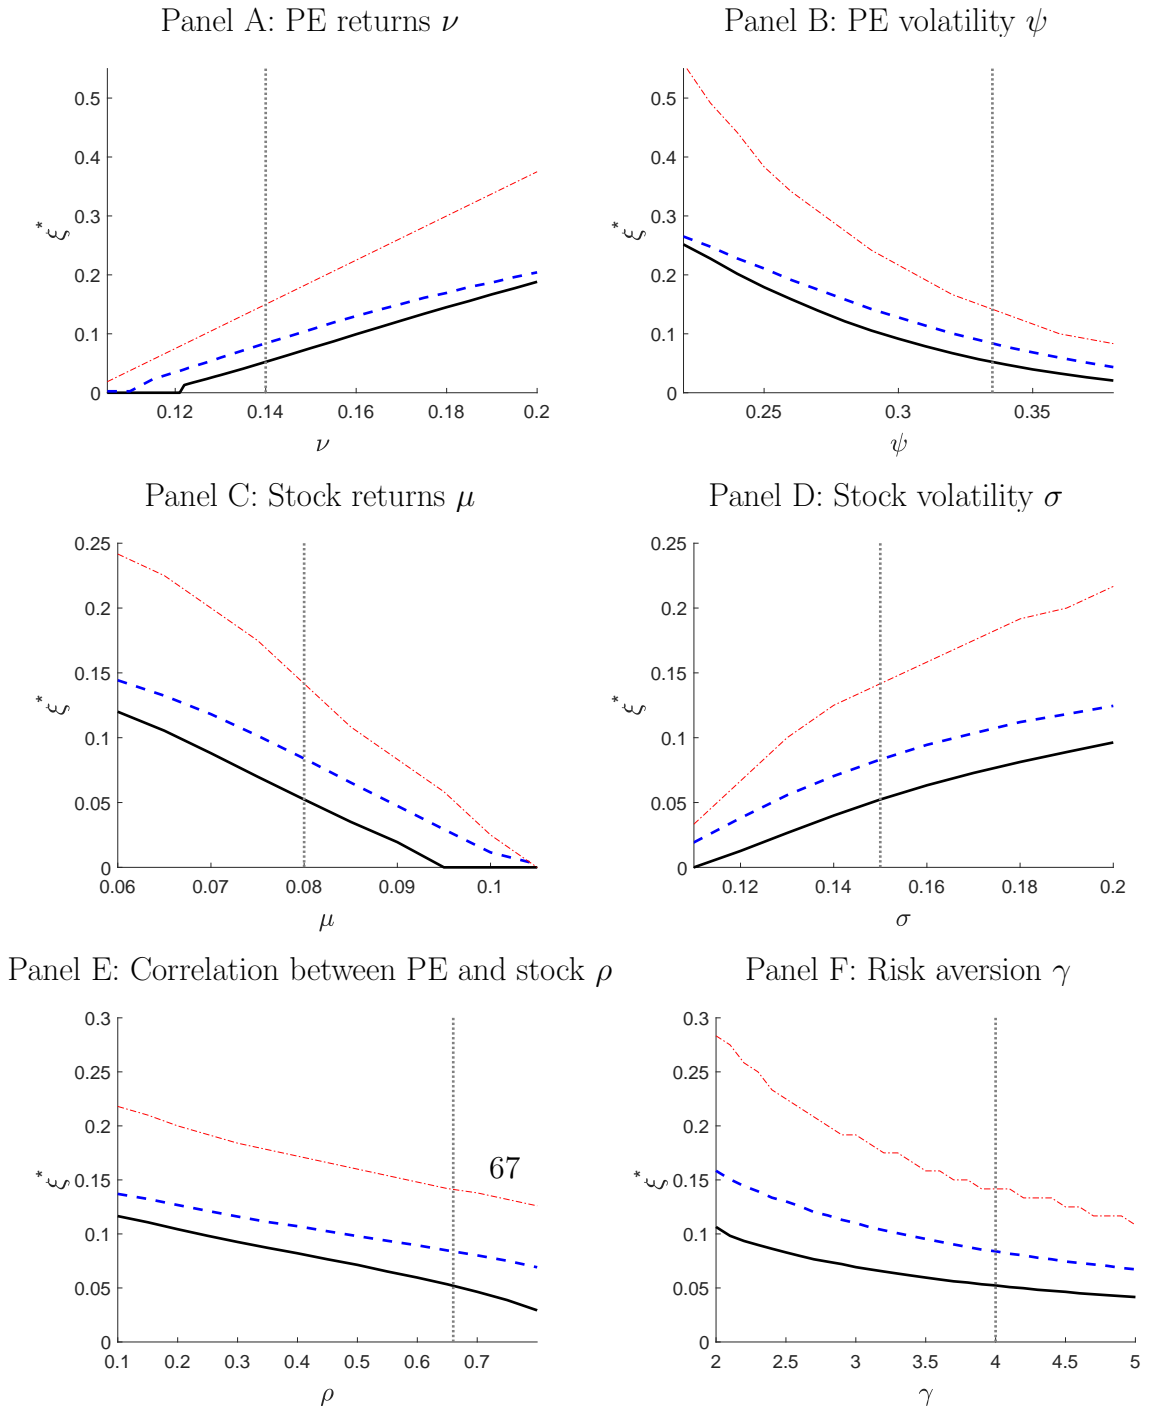 Panel A: PE returns ν
0.5
0.4
0.3
0.2
0.1
0
ξ*
0.12 0.14 0.16 0.18 0.2
ν
Panel B: PE volatility ψ
0.5
0.4
0.3
0.2
0.1
0
ξ*
0.25 0.3 0.35
ψ
Panel C: Stock returns μ
0.25
0.2
0.15
0.1
0.05
0
ξ*
0.06 0.07 0.08 0.09 0.1
μ
Panel D: Stock volatility σ
0.25
0.2
0.15
0.1
0.05
0
ξ*
0.12 0.14 0.16 0.18 0.2
σ
Panel E: Correlation between PE and stock ρ
0.3
0.25
0.2
0.15
0.1
0.05
0
ξ*
67
0.1 0.2 0.3 0.4 0.5 0.6 0.7
ρ
Panel F: Risk aversion γ
0.3
0.25
0.2
0.15
0.1
0.05
0
ξ*
2 2.5 3 3.5 4 4.5 5
γ